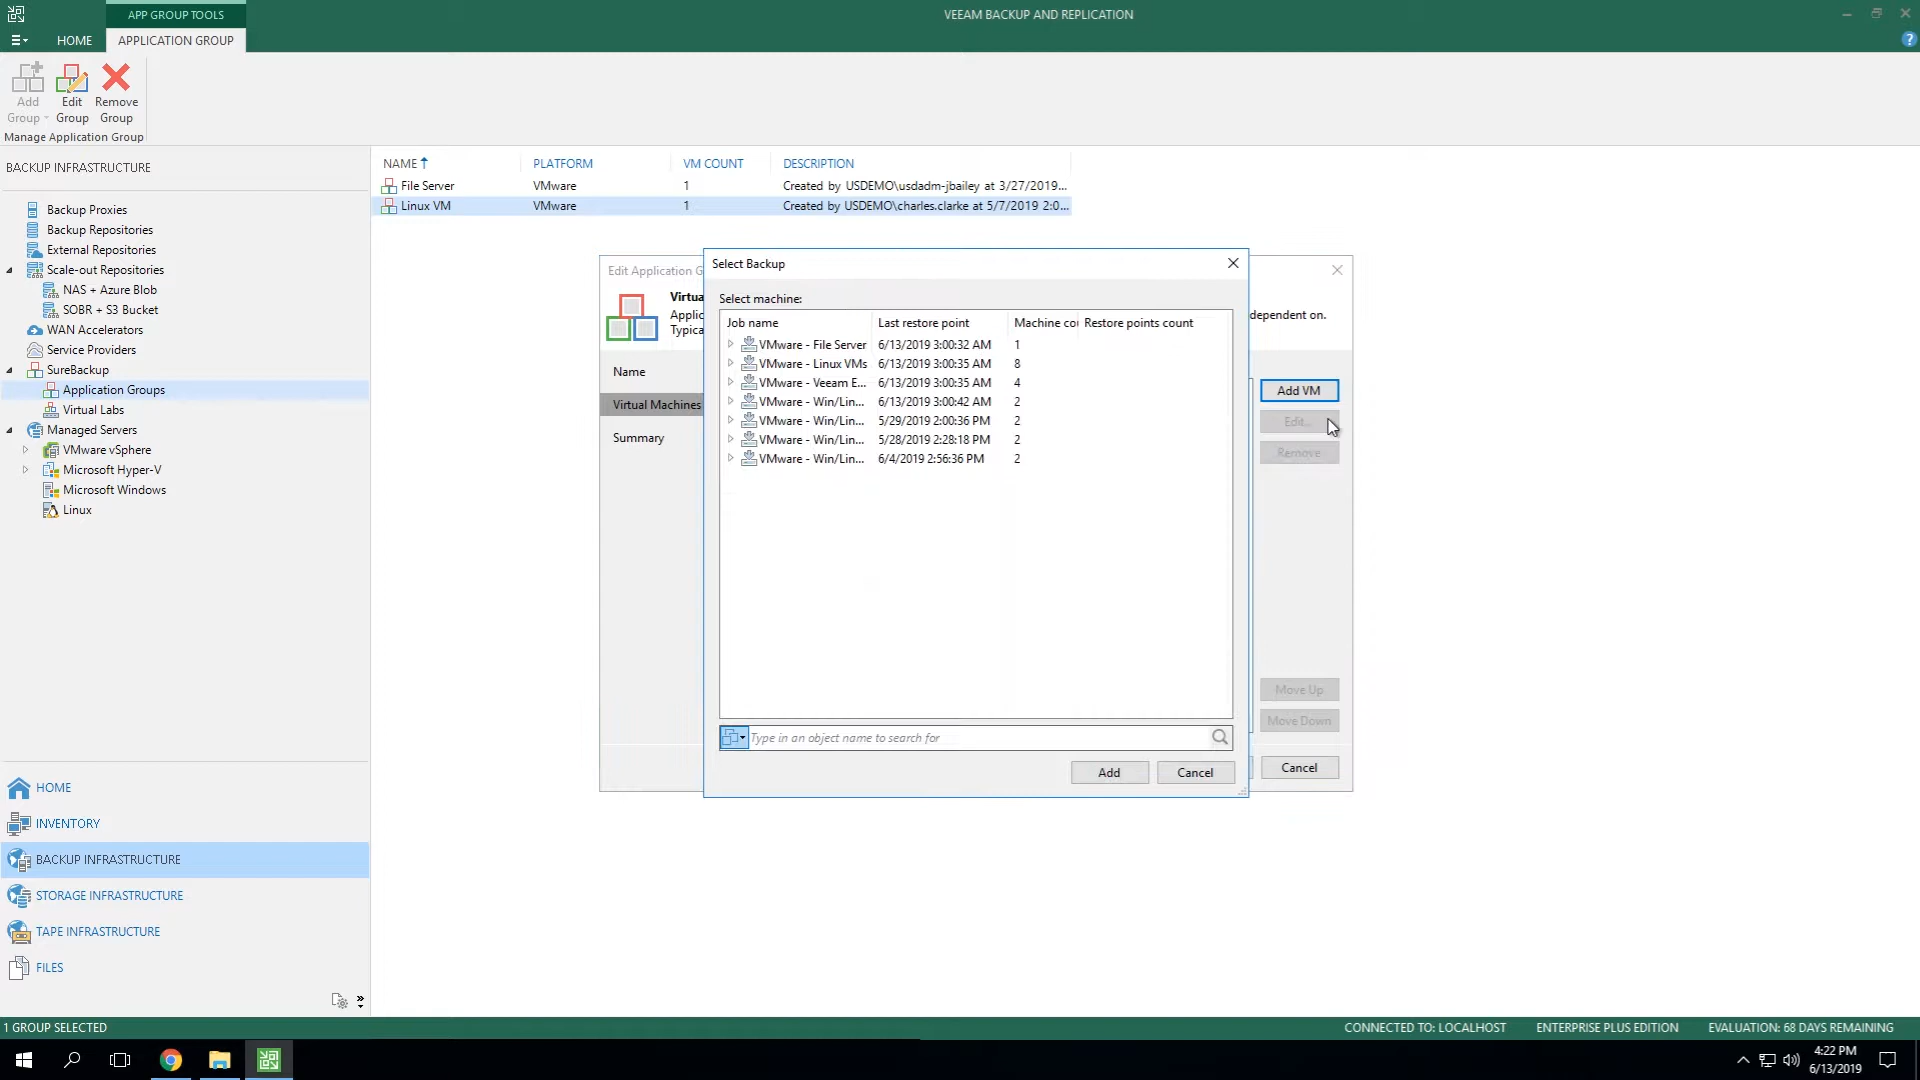 APP GROUP TOOLS
VEEAM BACKUP AND REPLICATION
HOME
APPLICATION GROUP
Add Group
Edit Group
Remove Group
Manage Application Group
BACKUP INFRASTRUCTURE
Backup Proxies
Backup Repositories
External Repositories
Scale-out Repositories
NAS + Azure Blob
SOBR + S3 Bucket
WAN Accelerators
Service Providers
SureBackup
Application Groups
Virtual Labs
Managed Servers
VMware vSphere
Microsoft Hyper-V
Microsoft Windows
Linux
HOME
INVENTORY
BACKUP INFRASTRUCTURE
STORAGE INFRASTRUCTURE
TAPE INFRASTRUCTURE
FILES
NAME PLATFORM VM COUNT DESCRIPTION
File Server VMware 1 Created by USDEMO\usdadm-jbailey at 3/27/2019...
Linux VM VMware 1 Created by USDEMO\charles.clarke at 5/7/2019 2:0...
Edit Application G
Virtua
Applic
Typica
dependent on.
Name
Virtual Machines
Summary
Add VM
Edit...
Remove
Move Up
Move Down
Cancel
Select Backup
Select machine:
Job name Last restore point Machine cou Restore points count
VMware - File Server 6/13/2019 3:00:32 AM 1
VMware - Linux VMs 6/13/2019 3:00:35 AM 8
VMware - Veeam E... 6/13/2019 3:00:35 AM 4
VMware - Win/Lin... 6/13/2019 3:00:42 AM 2
VMware - Win/Lin... 5/29/2019 2:00:36 PM 2
VMware - Win/Lin... 5/28/2019 2:28:18 PM 2
VMware - Win/Lin... 6/4/2019 2:56:36 PM 2
Type in an object name to search for
Add
Cancel
1 GROUP SELECTED
CONNECTED TO: LOCALHOST
ENTERPRISE PLUS EDITION
EVALUATION: 68 DAYS REMAINING
4:22 PM
6/13/2019